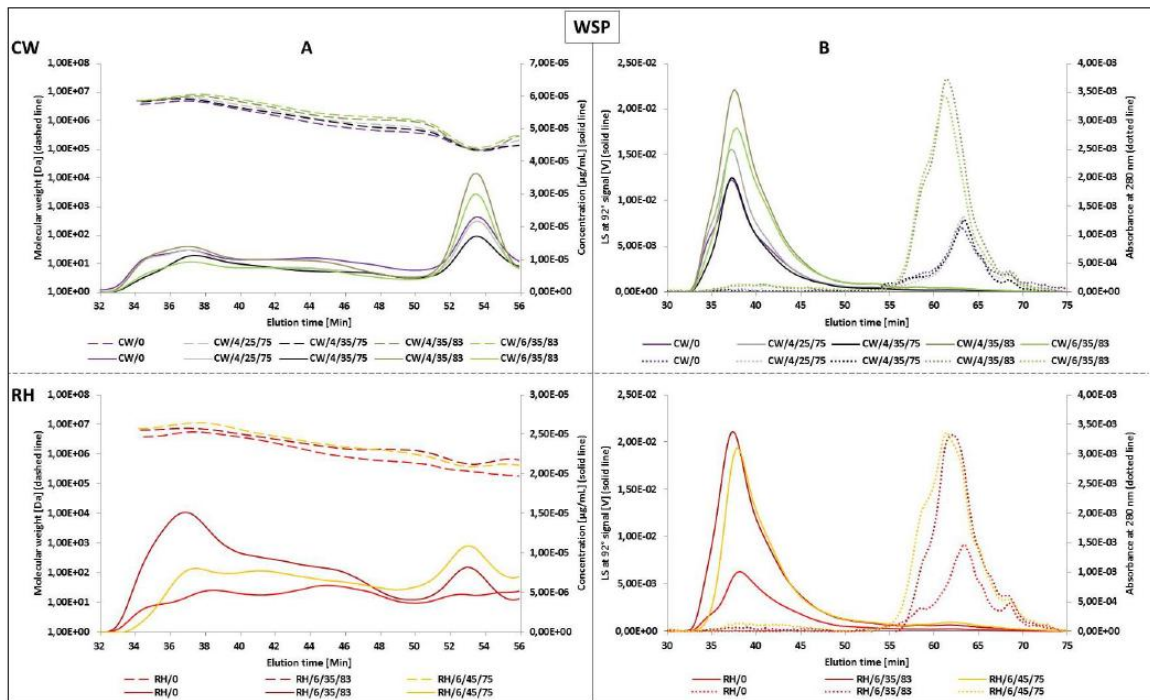 WSP
CW
A
B
Molecular weight [Da] (dashed line)
1,00E+08
1,00E+07
1,00E+06
1,00E+05
1,00E+04
1,00E+03
1,00E+02
1,00E+01
1,00E+00
32 34 36 38 40 42 44 46 48 50 52 54 56
Elution time [Min]
7,00E-05
6,00E-05
5,00E-05
4,00E-05
3,00E-05
2,00E-05
1,00E-05
0,00E+00
Concentration [µg/mL] (solid line)
CW/0 CW/4/25/75 CW/4/35/75 CW/4/35/83 CW/6/35/83
CW/0 CW/4/25/75 CW/4/35/75 CW/4/35/83 CW/6/35/83
LS at 92° signal [V] (solid line)
2,50E-02
2,00E-02
1,50E-02
1,00E-02
5,00E-03
0,00E+00
30 35 40 45 50 55 60 65 70 75
Elution time [min]
4,00E-03
3,50E-03
3,00E-03
2,50E-03
2,00E-03
1,50E-03
1,00E-03
5,00E-04
0,00E+00
Absorbance at 280 nm (dotted line)
CW/0 CW/4/25/75 CW/4/35/75 CW/4/35/83 CW/6/35/83
CW/0 CW/4/25/75 CW/4/35/75 CW/4/35/83 CW/6/35/83
RH
Molecular weight [Da] (dashed line)
1,00E+08
1,00E+07
1,00E+06
1,00E+05
1,00E+04
1,00E+03
1,00E+02
1,00E+01
1,00E+00
32 34 36 38 40 42 44 46 48 50 52 54 56
Elution time [Min]
3,00E-05
2,50E-05
2,00E-05
1,50E-05
1,00E-05
5,00E-06
0,00E+00
Concentration [µg/mL] (solid line)
RH/0 RH/6/35/83 RH/6/45/75
RH/0 RH/6/35/83 RH/6/45/75
LS at 92° signal [V] (solid line)
2,50E-02
2,00E-02
1,50E-02
1,00E-02
5,00E-03
0,00E+00
30 35 40 45 50 55 60 65 70 75
Elution time [min]
4,00E-03
3,50E-03
3,00E-03
2,50E-03
2,00E-03
1,50E-03
1,00E-03
5,00E-04
0,00E+00
Absorbance at 280 nm (dotted line)
RH/0 RH/6/35/83 RH/6/45/75
RH/0 RH/6/35/83 RH/6/45/75